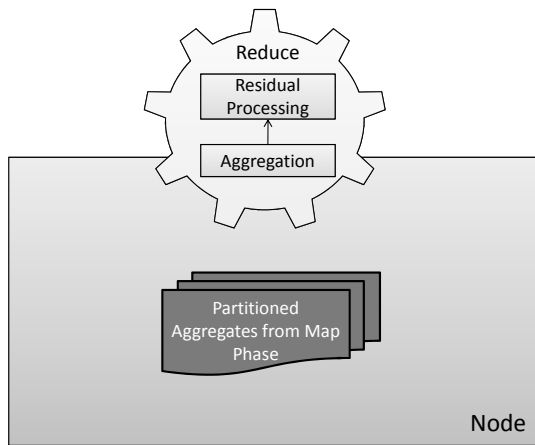 Reduce
Residual
Processing
Aggregation
Partitioned
Aggregates from Map
Phase
Node